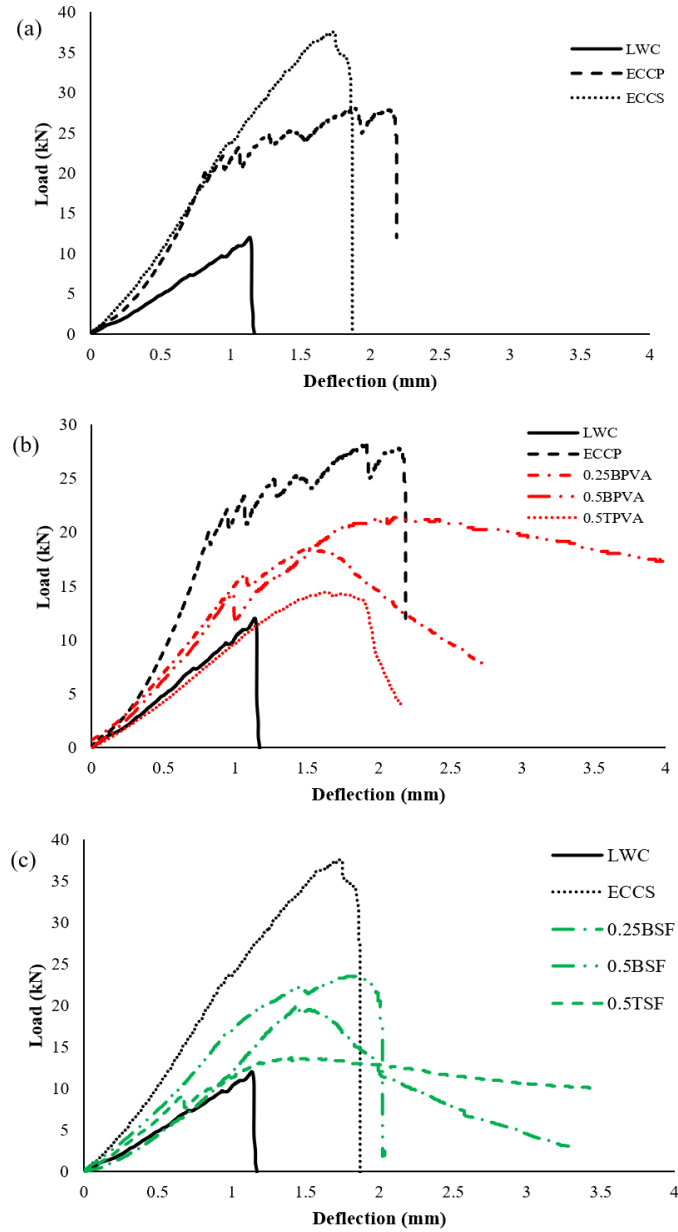 (a)
40
35
30
25
20
15
10
5
0
Load (kN)
LWC
ECCP
ECCS
0 0.5 1 1.5 2 2.5 3 3.5 4
Deflection (mm)
(b)
30
25
20
15
10
5
0
Load (kN)
LWC
ECCP
0.25BPVA
0.5BPVA
0.5TPVA
0 0.5 1 1.5 2 2.5 3 3.5 4
Deflection (mm)
(c)
40
35
30
25
20
15
10
5
0
Load (kN)
LWC
ECCS
0.25BSF
0.5BSF
0.5TSF
0 0.5 1 1.5 2 2.5 3 3.5 4
Deflection (mm)